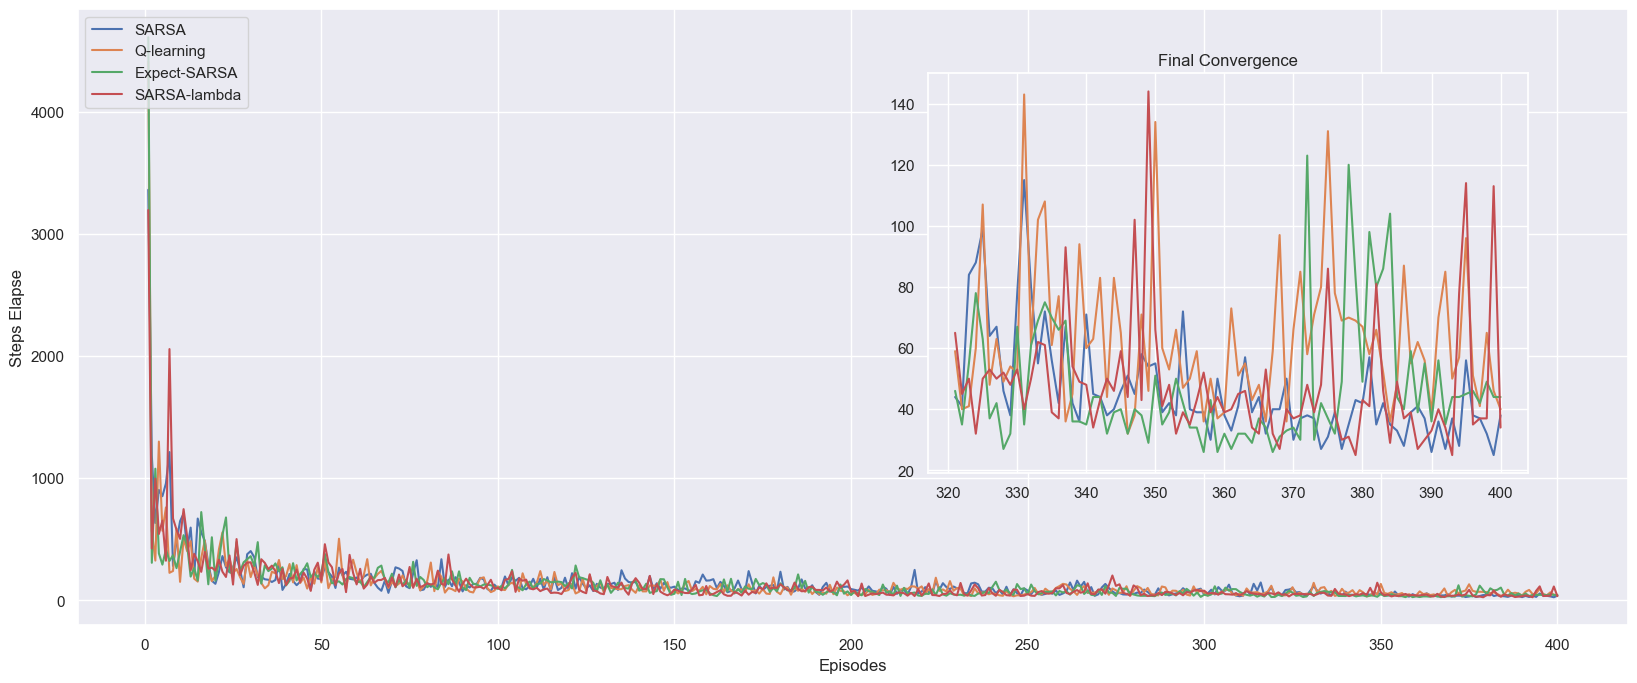 SARSA
Q-learning
Expect-SARSA
SARSA-lambda
Final Convergence
140
120
100
80
60
40
20
320 330 340 350 360 370 380 390 400
4000
3000
2000
1000
0
Steps Elapse
0 50 100 150 200 250 300 350 400
Episodes